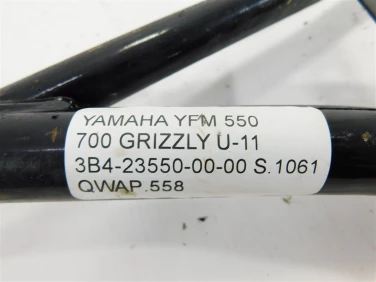 YAMAHA YFM 550
700 GRIZZLY U-11
3B4-23550-00-00 S.1061
QWAP.558